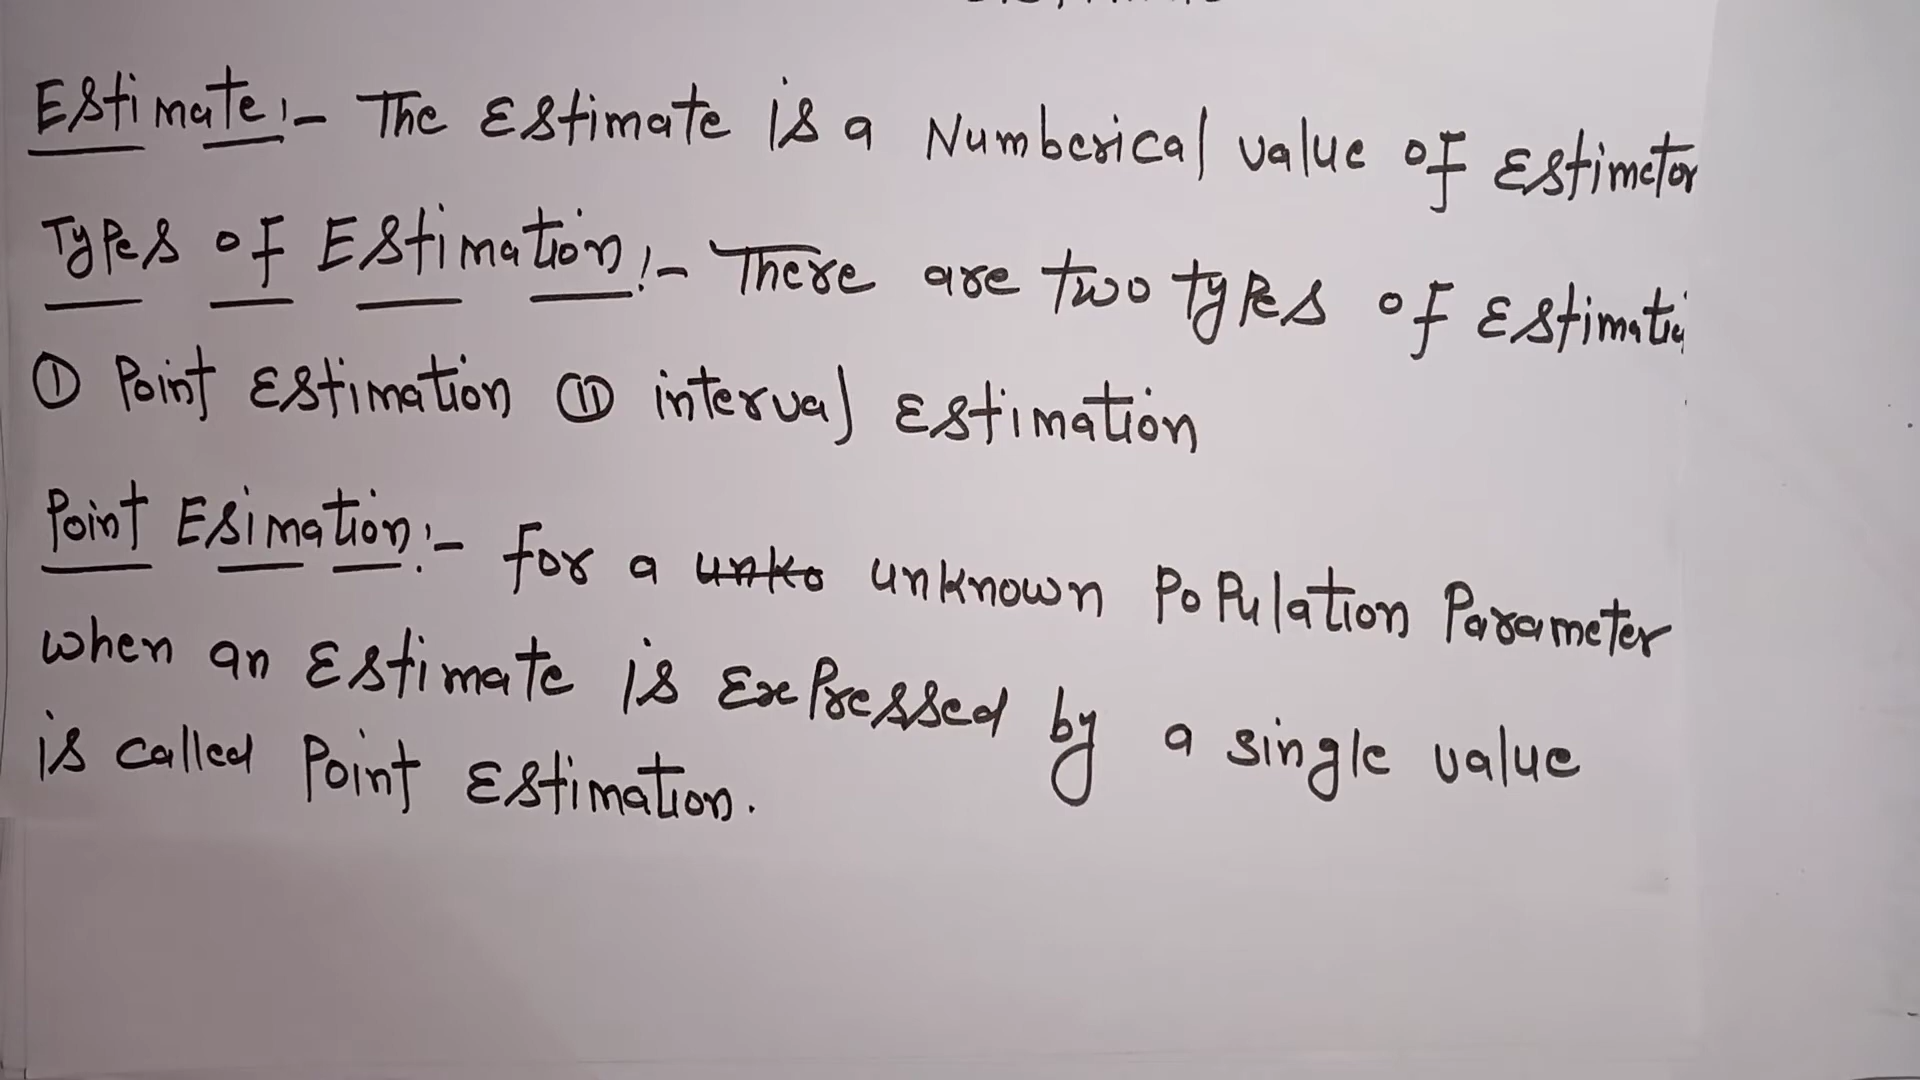 Estimate:- The Estimate is a Numberical value of Estimetor
Types of Estimation:- There are two types of Estimatio
① Point Estimation ② interval Estimation
Point Esimation:- for a unko unknown Population Parameter
when an Estimate is Expressed by a single value
is called Point Estimation.